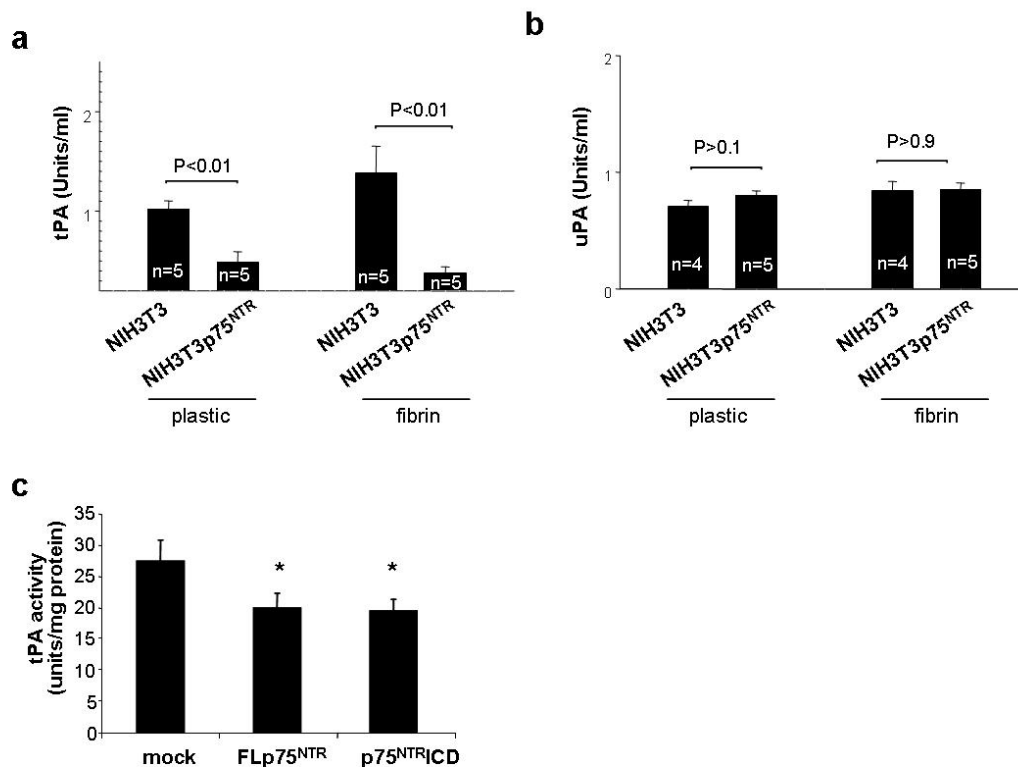 a
tPA (Units/ml)
2
1
P<0.01
P<0.01
n=5
n=5
n=5
n=5
NIH3T3
NIH3T3p75NTR
NIH3T3
NIH3T3p75NTR
plastic
fibrin
b
uPA (Units/ml)
2
1
0
P>0.1
P>0.9
n=4
n=5
n=4
n=5
NIH3T3
NIH3T3p75NTR
NIH3T3
NIH3T3p75NTR
plastic
fibrin
c
tPA activity
(units/mg protein)
35
30
25
20
15
10
5
0
*
*
mock
FLp75NTR
p75NTRICD